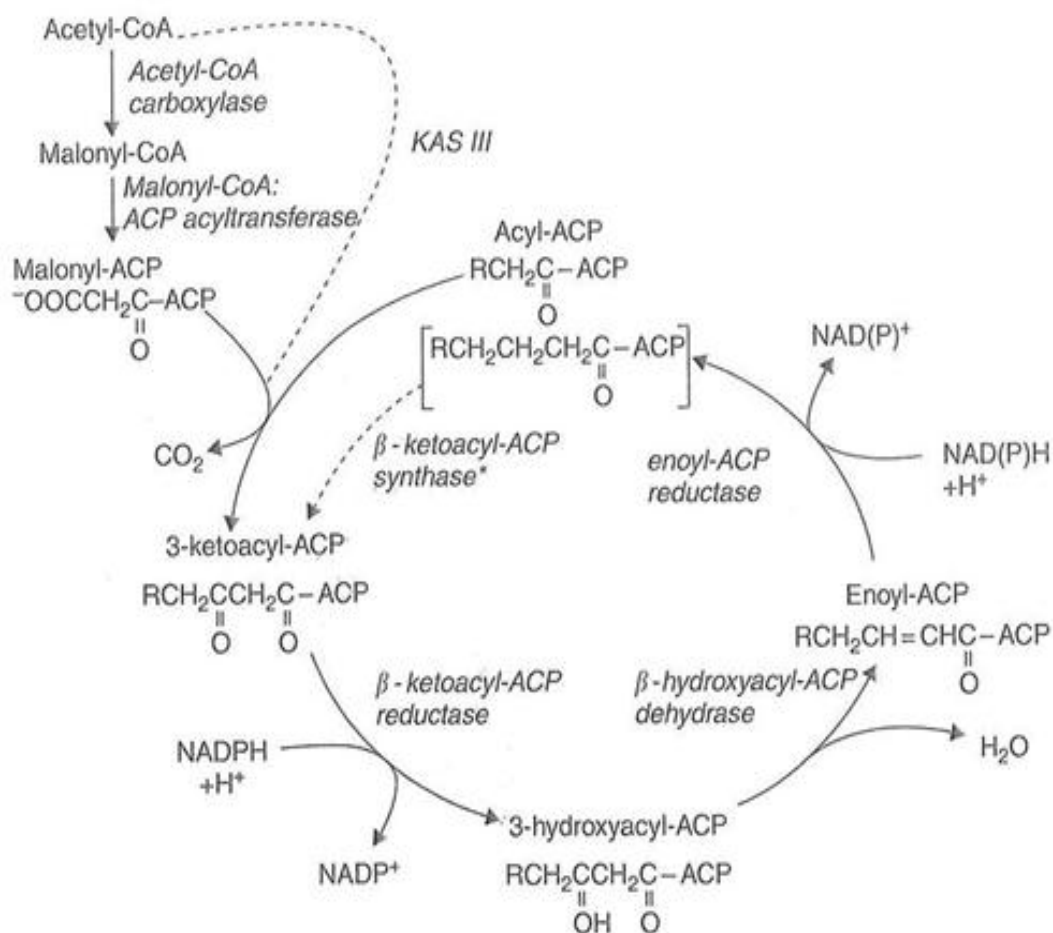 Acetyl-CoA
Acetyl-CoA
carboxylase
KAS III
Malonyl-CoA
Malonyl-CoA:
ACP acyltransferase
Malonyl-ACP
⁻OOCCH₂C–ACP
O
Acyl-ACP
RCH₂C–ACP
O
RCH₂CH₂CH₂C–ACP
O
NAD(P)⁺
CO₂
β-ketoacyl-ACP
synthase*
enoyl-ACP
reductase
NAD(P)H
+H⁺
3-ketoacyl-ACP
RCH₂CCH₂C–ACP
O O
Enoyl-ACP
RCH₂CH=CHC–ACP
O
β-ketoacyl-ACP
reductase
β-hydroxyacyl-ACP
dehydrase
NADPH
+H⁺
H₂O
NADP⁺
3-hydroxyacyl-ACP
RCH₂CCH₂C–ACP
OH O